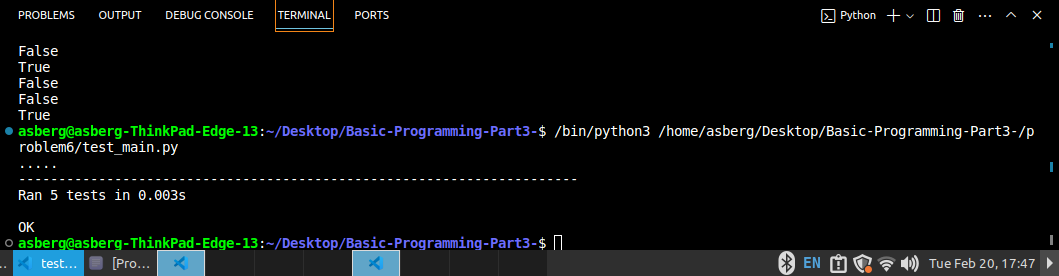 PROBLEMS OUTPUT DEBUG CONSOLE TERMINAL PORTS Python
False
True
False
False
True
asberg@asberg-ThinkPad-Edge-13:~/Desktop/Basic-Programming-Part3-$ /bin/python3 /home/asberg/Desktop/Basic-Programming-Part3-/p
roblem6/test_main.py
.....
----------------------------------------------------------------------
Ran 5 tests in 0.003s
OK
asberg@asberg-ThinkPad-Edge-13:~/Desktop/Basic-Programming-Part3-$
... test... [Pro... EN Tue Feb 20, 17:47